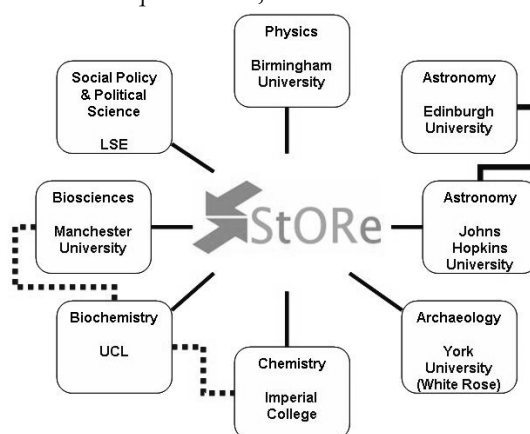 Physics
Birmingham
University
Social Policy
& Political
Science
LSE
Astronomy
Edinburgh
University
Biosciences
Manchester
University
StORe
Astronomy
Johns
Hopkins
University
Biochemistry
UCL
Chemistry
Imperial
College
Archaeology
York
University
(White Rose)